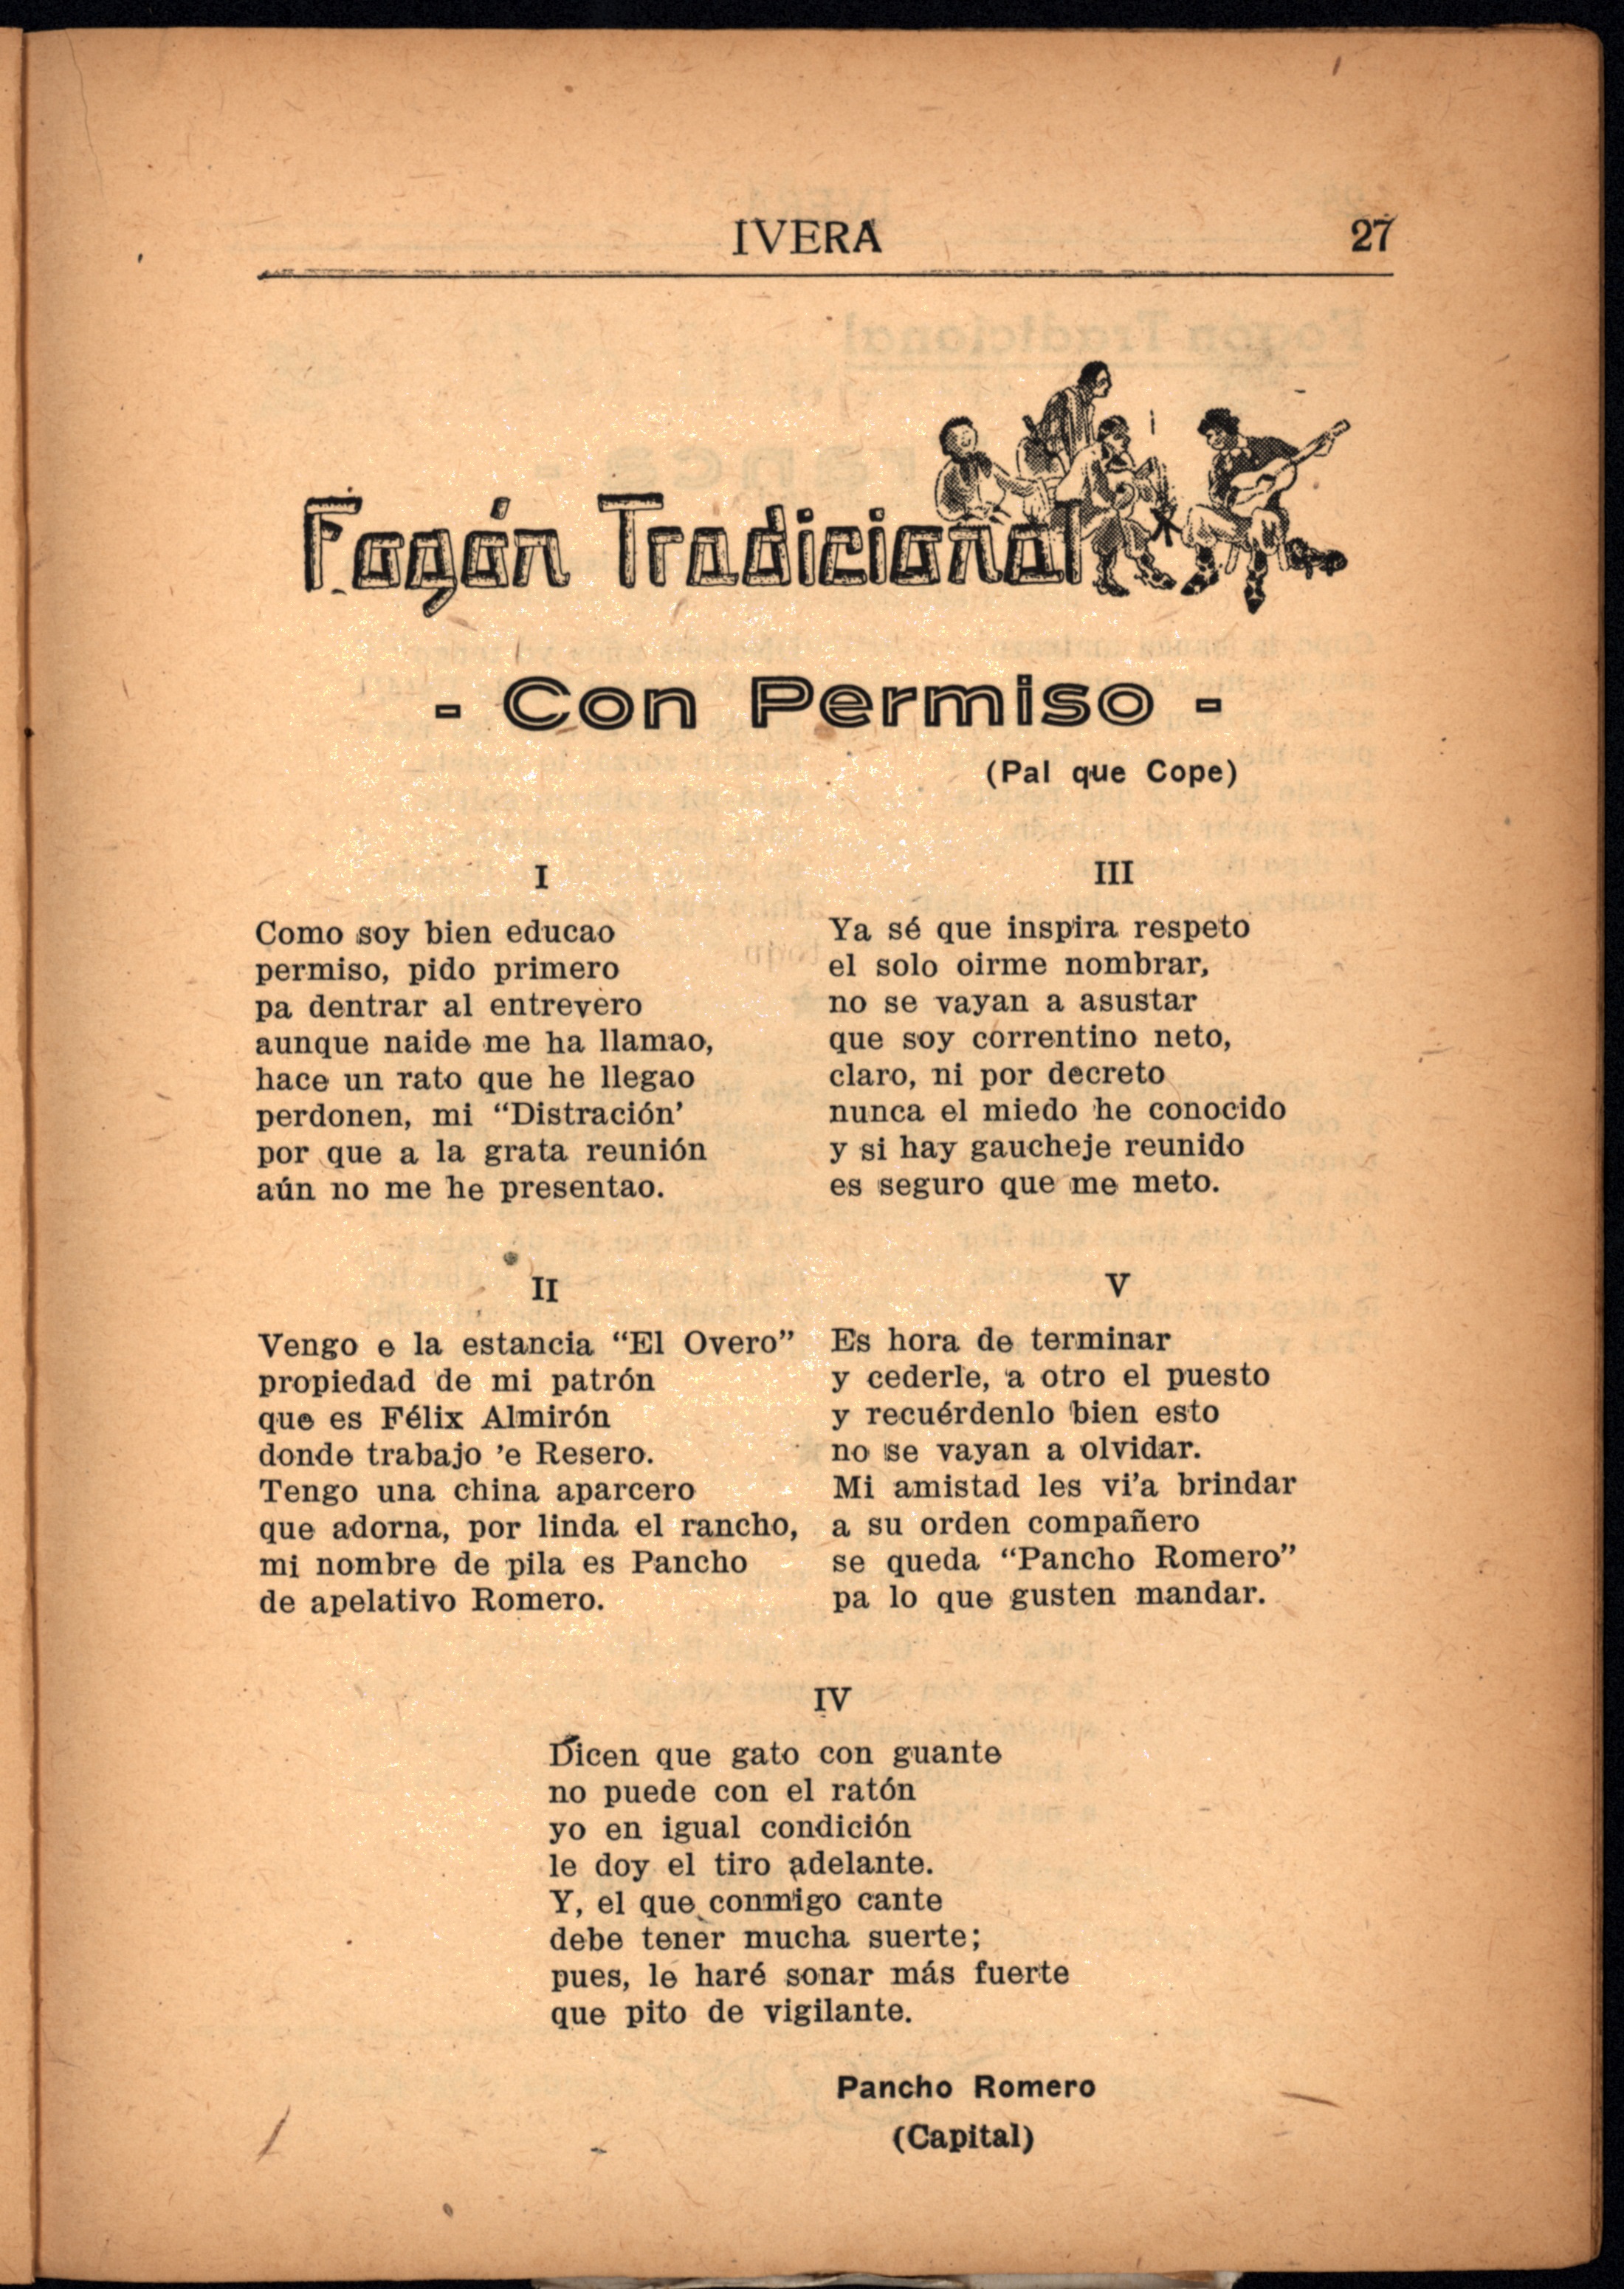 IVERA 27
Fogón Tradicional
- Con Permiso -
(Pal que Cope)
I
Como soy bien educao
permiso, pido primero
pa dentrar al entrevero
aunque naide me ha llamao,
hace un rato que he llegao
perdonen, mi “Distración’
por que a la grata reunión
aún no me he presentao.
II
Vengo e la estancia “El Overo”
propiedad de mi patrón
que es Félix Almirón
donde trabajo ’e Resero.
Tengo una china aparcero
que adorna, por linda el rancho,
mi nombre de pila es Pancho
de apelativo Romero.
III
Ya sé que inspira respeto
el solo oirme nombrar,
no se vayan a asustar
que soy correntino neto,
claro, ni por decreto
nunca el miedo he conocido
y si hay gaucheje reunido
es seguro que me meto.
V
Es hora de terminar
y cederle, a otro el puesto
y recuérdenlo bien esto
no se vayan a olvidar.
Mi amistad les vi’a brindar
a su orden compañero
se queda “Pancho Romero”
pa lo que gusten mandar.
IV
Dicen que gato con guante
no puede con el ratón
yo en igual condición
le doy el tiro adelante.
Y, el que conmigo cante
debe tener mucha suerte;
pues, le haré sonar más fuerte
que pito de vigilante.
Pancho Romero
(Capital)